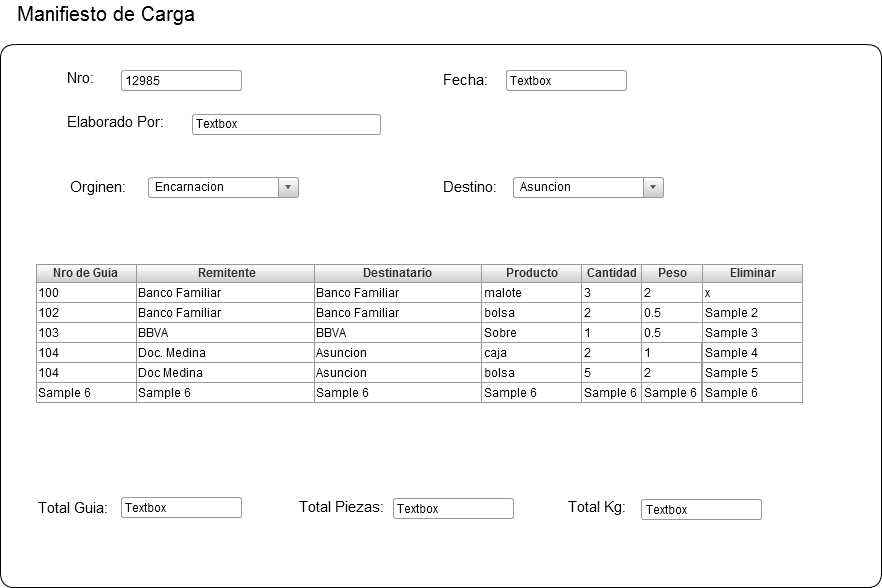 Manifiesto de Carga
Nro: 12985 Fecha: Textbox
Elaborado Por: Textbox
Orginen: Encarnacion Destino: Asuncion
Nro de Guia Remitente Destinatario Producto Cantidad Peso Eliminar
100 Banco Familiar Banco Familiar malote 3 2 x
102 Banco Familiar Banco Familiar bolsa 2 0.5 Sample 2
103 BBVA BBVA Sobre 1 0.5 Sample 3
104 Doc. Medina Asuncion caja 2 1 Sample 4
104 Doc Medina Asuncion bolsa 5 2 Sample 5
Sample 6 Sample 6 Sample 6 Sample 6 Sample 6 Sample 6 Sample 6
Total Guia: Textbox Total Piezas: Textbox Total Kg: Textbox